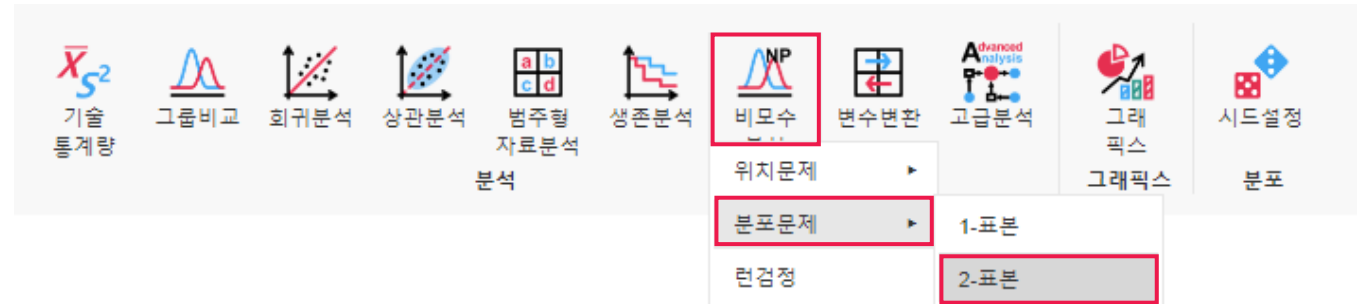 X̄ S²
Advanced
Analysis
NP
a b
c d
기술
통계량
그룹비교
회귀분석
상관분석
범주형
자료분석
생존분석
비모수
변수변환
고급분석
그래
픽스
시드설정
분석
그래픽스
분포
위치문제 ▸
분포문제 ▸
1-표본
런검정
2-표본